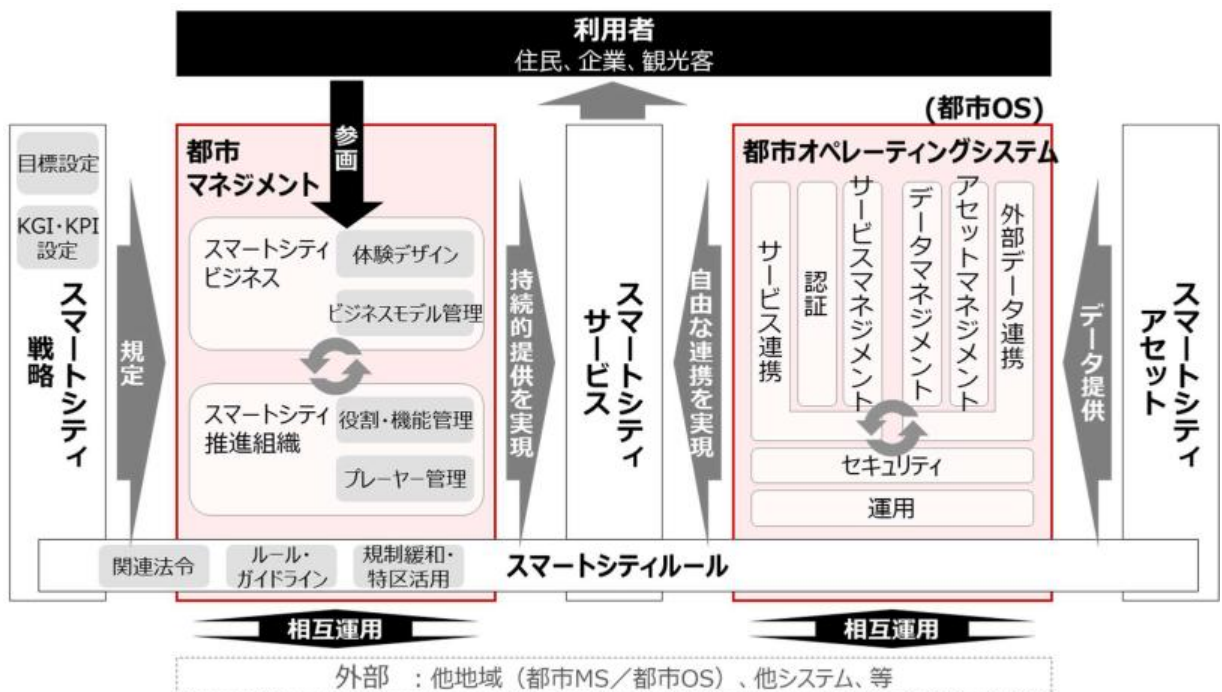 利用者
住民、企業、観光客
参画
(都市OS)
目標設定
KGI・KPI
設定
スマートシティ
戦略
規定
都市
マネジメント
スマートシティ
ビジネス
体験デザイン
ビジネスモデル管理
スマートシティ
推進組織
役割・機能管理
プレーヤー管理
持続的提供を実現
スマートシティ
サービス
自由な連携を実現
都市オペレーティングシステム
サービス連携
認証
サービスマネジメント
データマネジメント
アセットマネジメント
外部データ連携
セキュリティ
運用
データ提供
スマートシティ
アセット
関連法令
ルール・
ガイドライン
規制緩和・
特区活用
スマートシティルール
相互運用
相互運用
外部 :他地域(都市MS/都市OS)、他システム、等